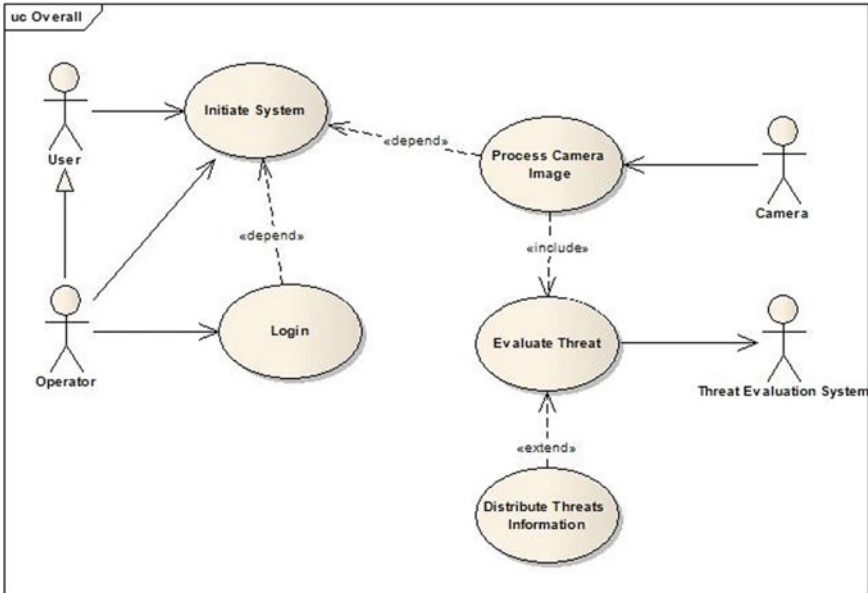 uc Overall
User
Initiate System
«depend»
Process Camera
Image
Camera
«depend»
«include»
Operator
Login
Evaluate Threat
Threat Evaluation System
«extend»
Distribute Threats
Information